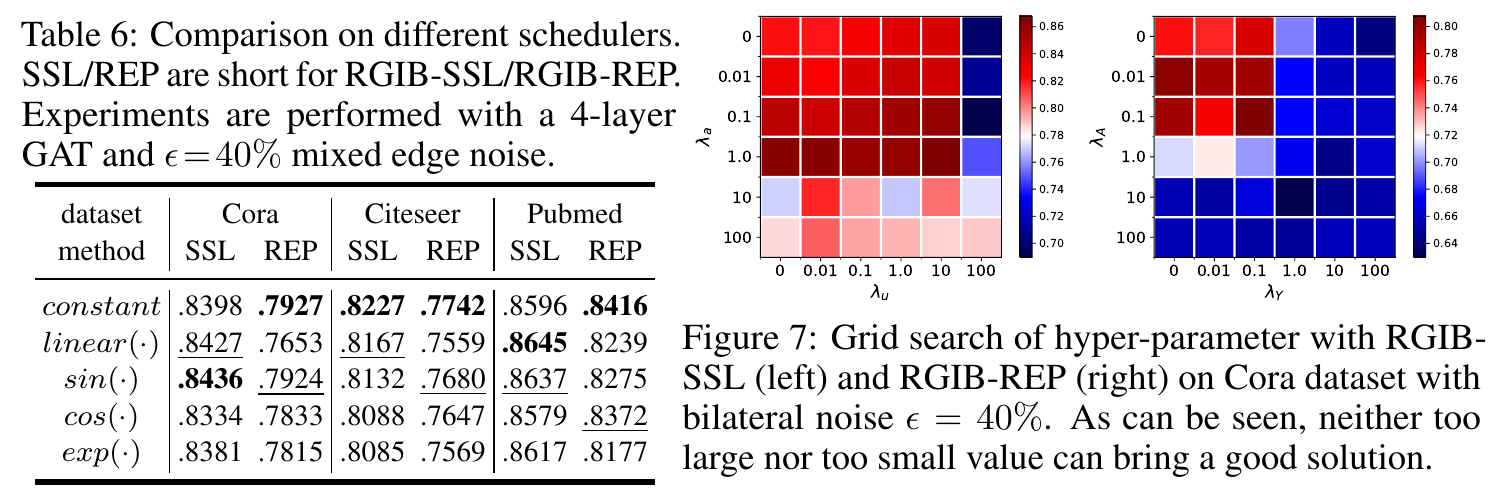 Table 6: Comparison on different schedulers.
SSL/REP are short for RGIB-SSL/RGIB-REP.
Experiments are performed with a 4-layer
GAT and ϵ=40% mixed edge noise.
dataset Cora Citeseer Pubmed
method SSL REP SSL REP SSL REP
constant .8398 .7927 .8227 .7742 .8596 .8416
linear(·) .8427 .7653 .8167 .7559 .8645 .8239
sin(·) .8436 .7924 .8132 .7680 .8637 .8275
cos(·) .8334 .7833 .8088 .7647 .8579 .8372
exp(·) .8381 .7815 .8085 .7569 .8617 .8177
λa
0
0.01
0.1
1.0
10
100
0 0.01 0.1 1.0 10 100
λu
0.86
0.84
0.82
0.80
0.78
0.76
0.74
0.72
0.70
λA
0
0.01
0.1
1.0
10
100
0 0.01 0.1 1.0 10 100
λY
0.80
0.78
0.76
0.74
0.72
0.70
0.68
0.66
0.64
Figure 7: Grid search of hyper-parameter with RGIB-
SSL (left) and RGIB-REP (right) on Cora dataset with
bilateral noise ϵ = 40%. As can be seen, neither too
large nor too small value can bring a good solution.